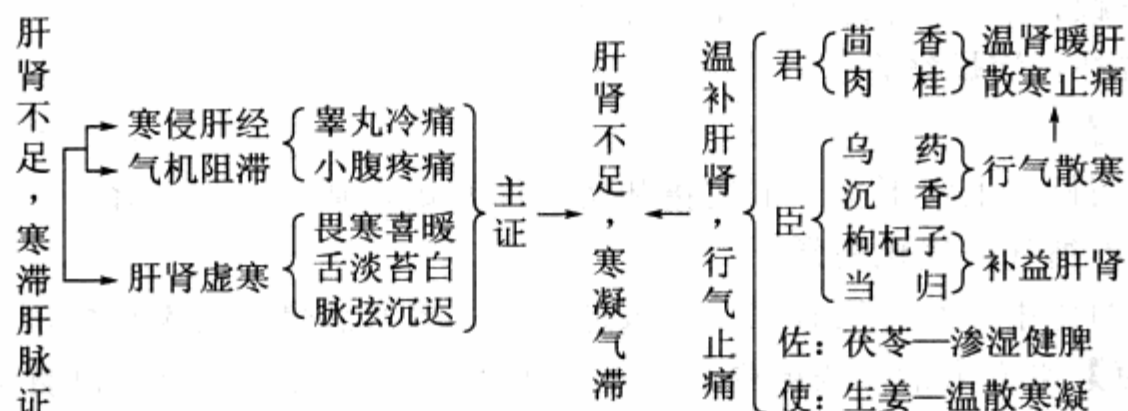 肝肾不足，寒滞肝脉证
寒侵肝经
气机阻滞
肝肾虚寒
睾丸冷痛
小腹疼痛
畏寒喜暖
舌淡苔白
脉弦沉迟
主证
肝肾不足，寒凝气滞
温补肝肾，行气止痛
君
茴香
肉桂
温肾暖肝
散寒止痛
臣
乌药
沉香
行气散寒
枸杞子
当归
补益肝肾
佐：茯苓—渗湿健脾
使：生姜—温散寒凝